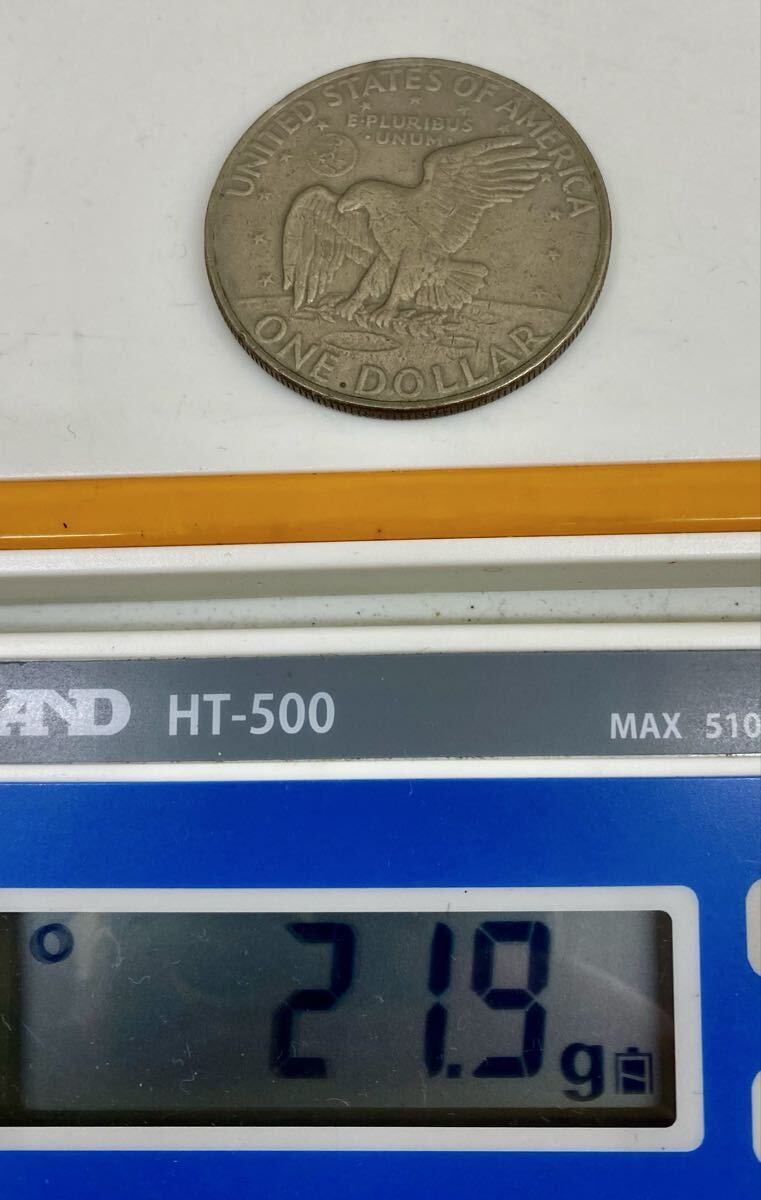 UNITED STATES OF AMERICA
E·PLURIBUS
·UNUM·
ONE DOLLAR
AND HT-500 MAX 510
21.9 g